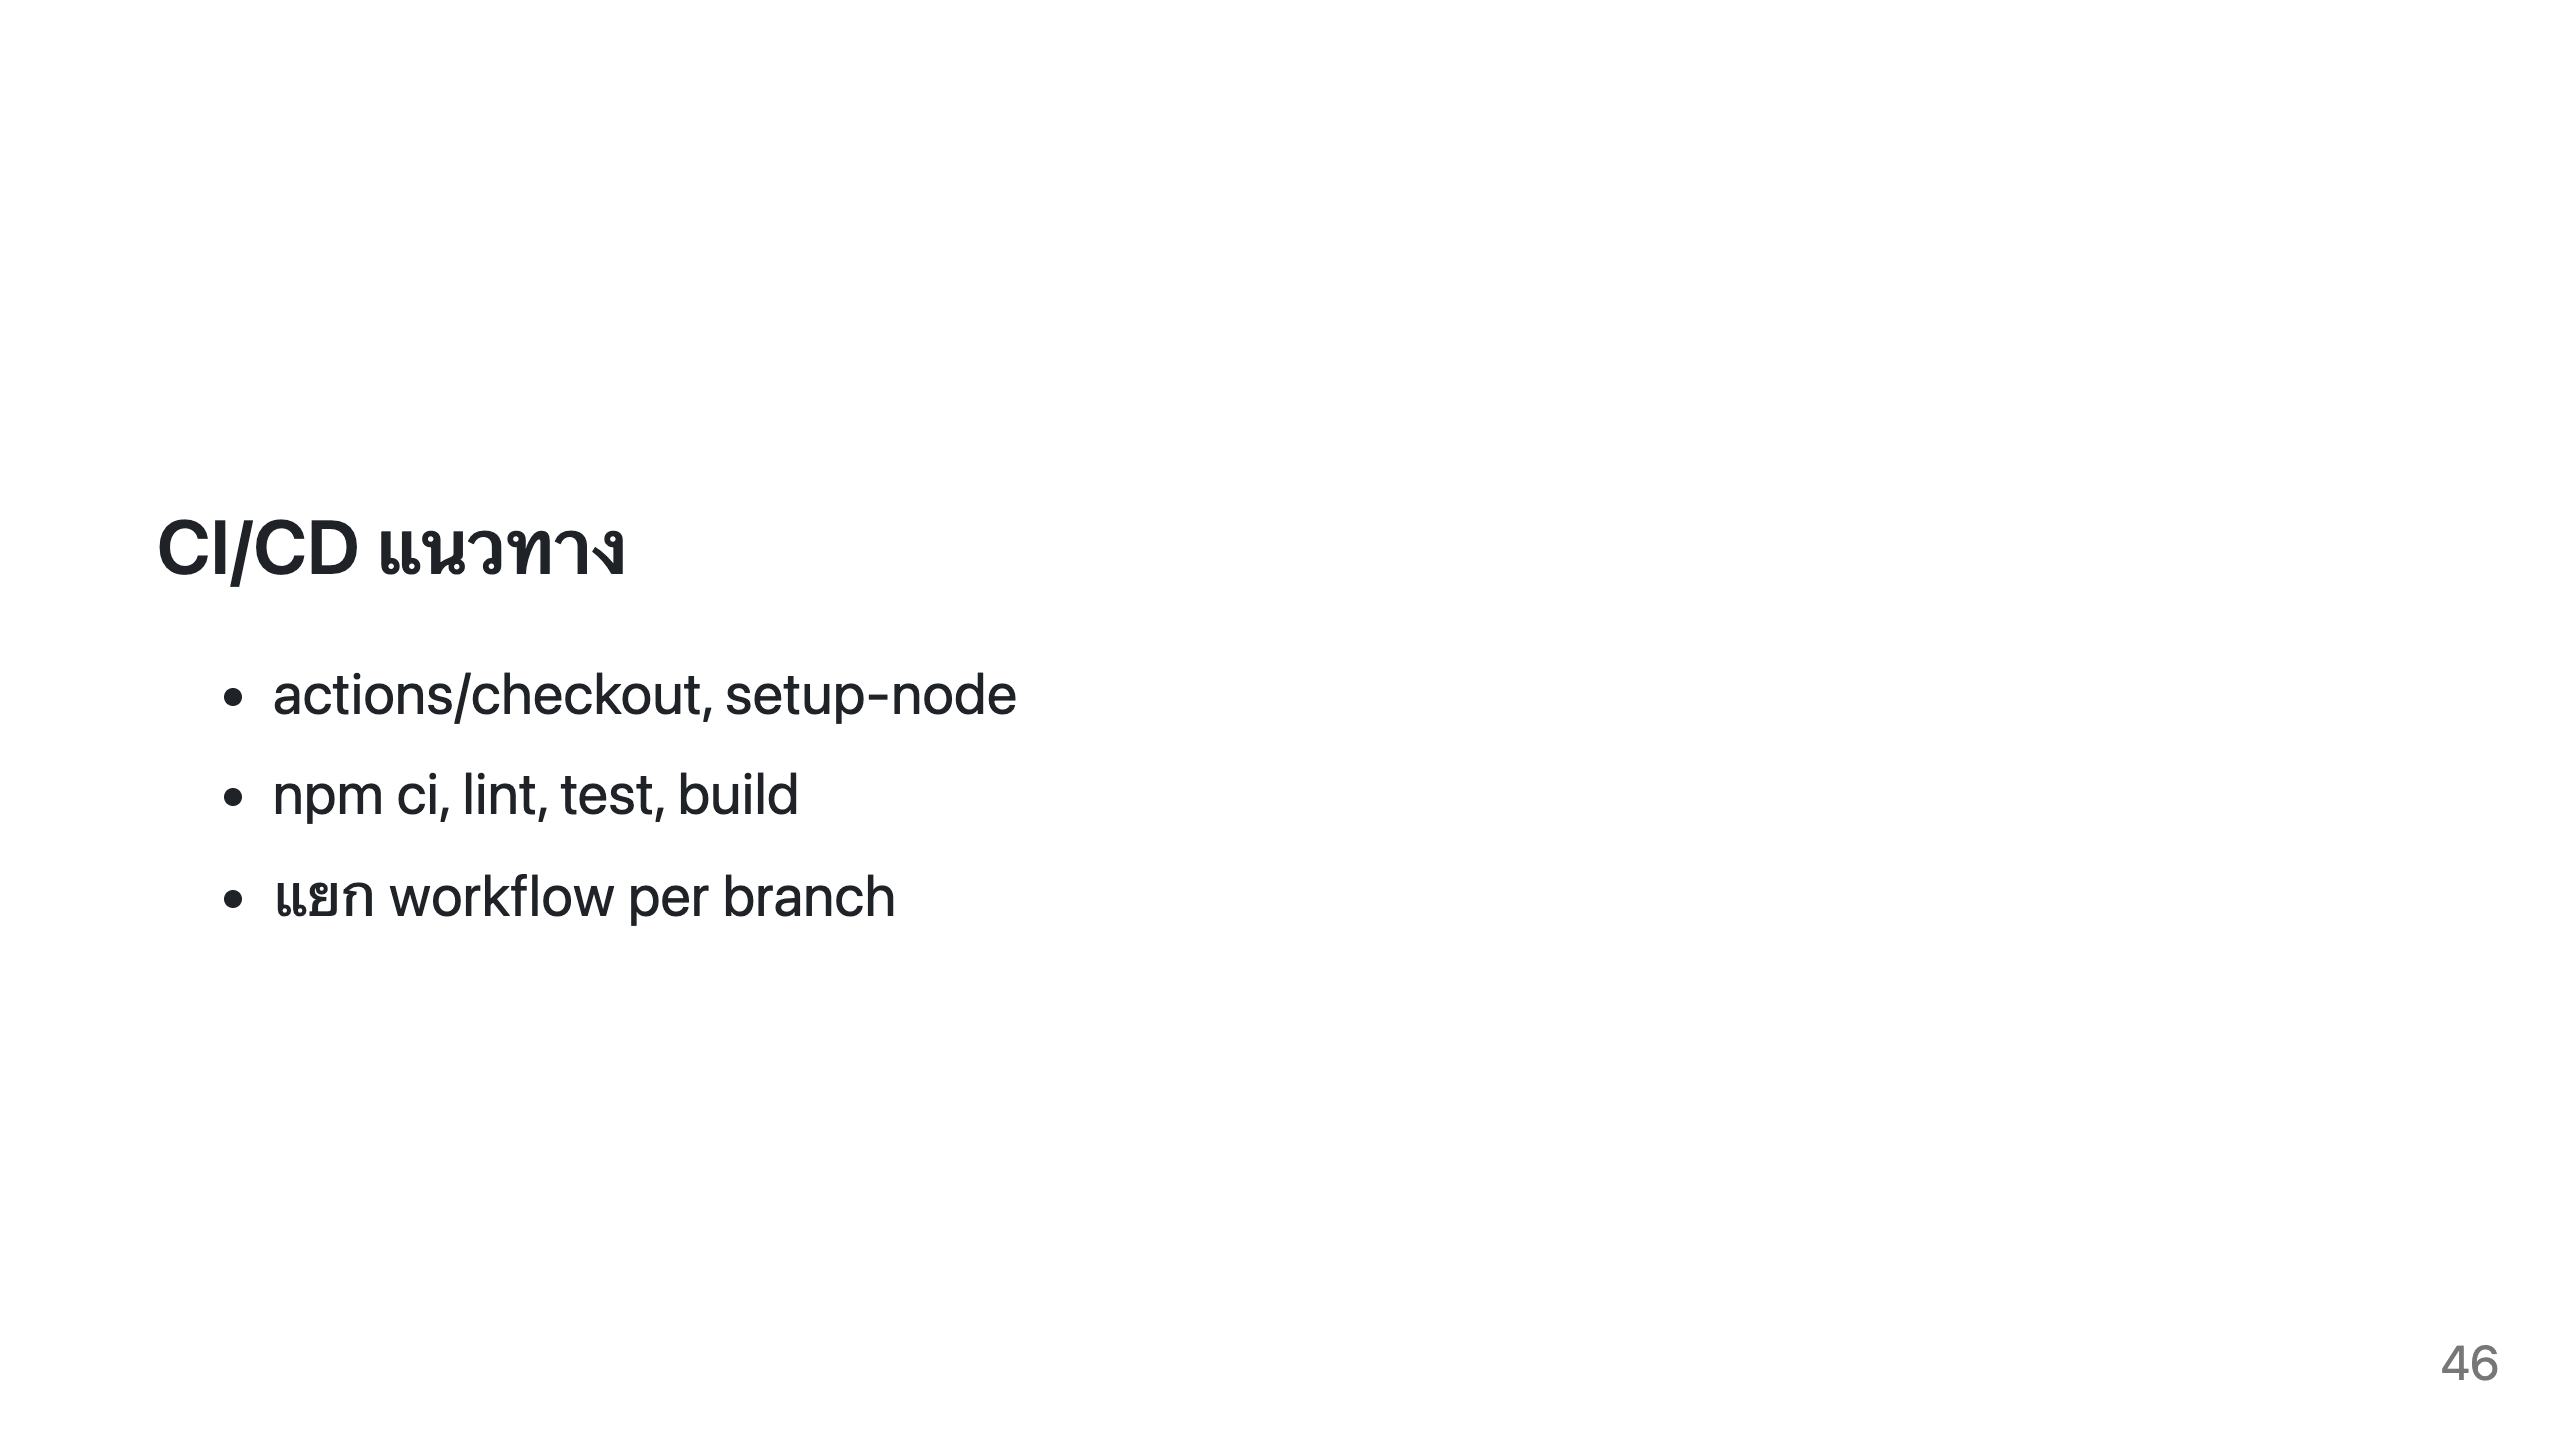 CI/CD แนวทาง
actions/checkout, setup-node
npm ci, lint, test, build
แยก workflow per branch
46